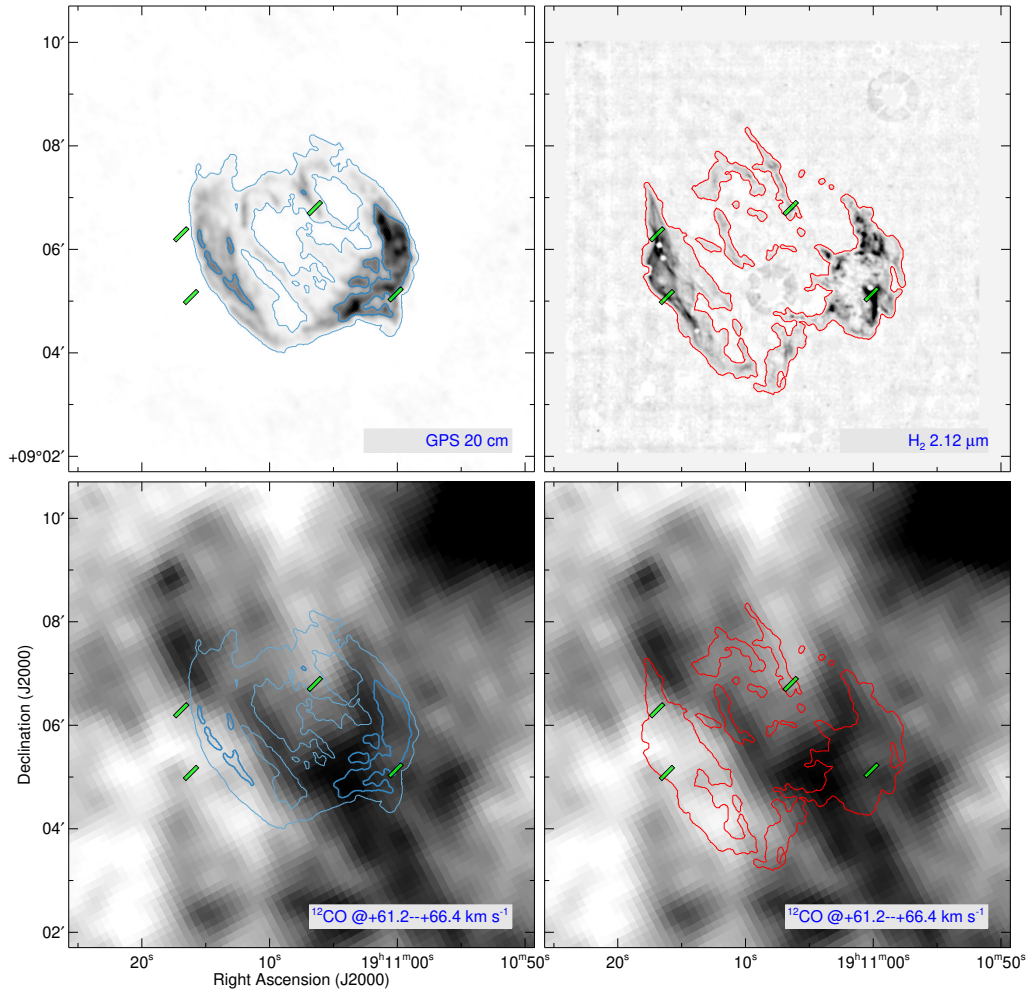 10′
08′
06′
04′
+09°02′
GPS 20 cm
H₂ 2.12 μm
10′
08′
06′
04′
02′
Declination (J2000)
¹²CO @+61.2--+66.4 km s⁻¹
¹²CO @+61.2--+66.4 km s⁻¹
20ˢ 10ˢ 19ʰ11ᵐ00ˢ 20ˢ 10ˢ 19ʰ11ᵐ00ˢ 10ᵐ50ˢ
Right Ascension (J2000)